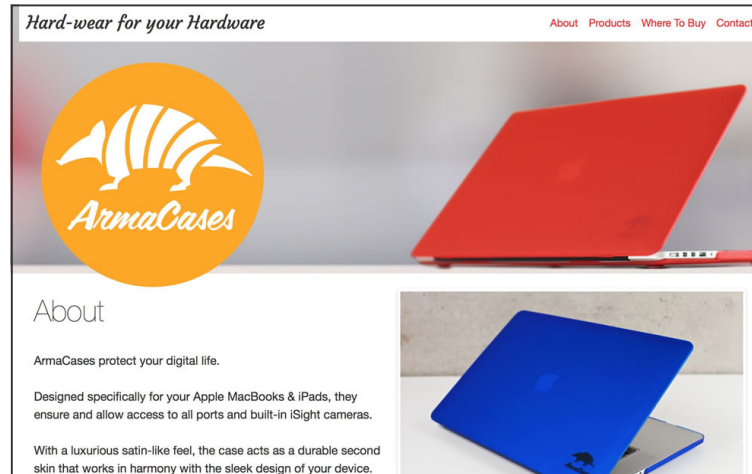 Hard-wear for your Hardware
About Products Where To Buy Contact
ArmaCases
About
ArmaCases protect your digital life.
Designed specifically for your Apple MacBooks & iPads, they
ensure and allow access to all ports and built-in iSight cameras.
With a luxurious satin-like feel, the case acts as a durable second
skin that works in harmony with the sleek design of your device.